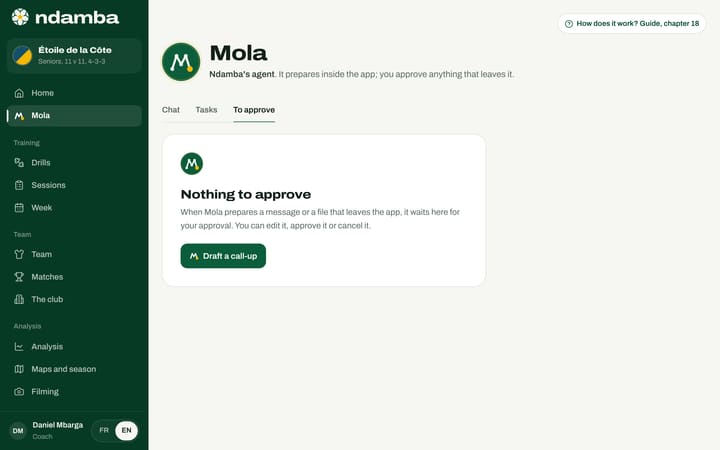 ndamba
Étoile de la Côte
Seniors, 11 v 11, 4-3-3
Home
Mola
Training
Drills
Sessions
Week
Team
Team
Matches
The club
Analysis
Analysis
Maps and season
Filming
DM
Daniel Mbarga
Coach
FR
EN
How does it work? Guide, chapter 18
Mola
Ndamba's agent. It prepares inside the app; you approve anything that leaves it.
Chat
Tasks
To approve
Nothing to approve
When Mola prepares a message or a file that leaves the app, it waits here for
your approval. You can edit it, approve it or cancel it.
Draft a call-up